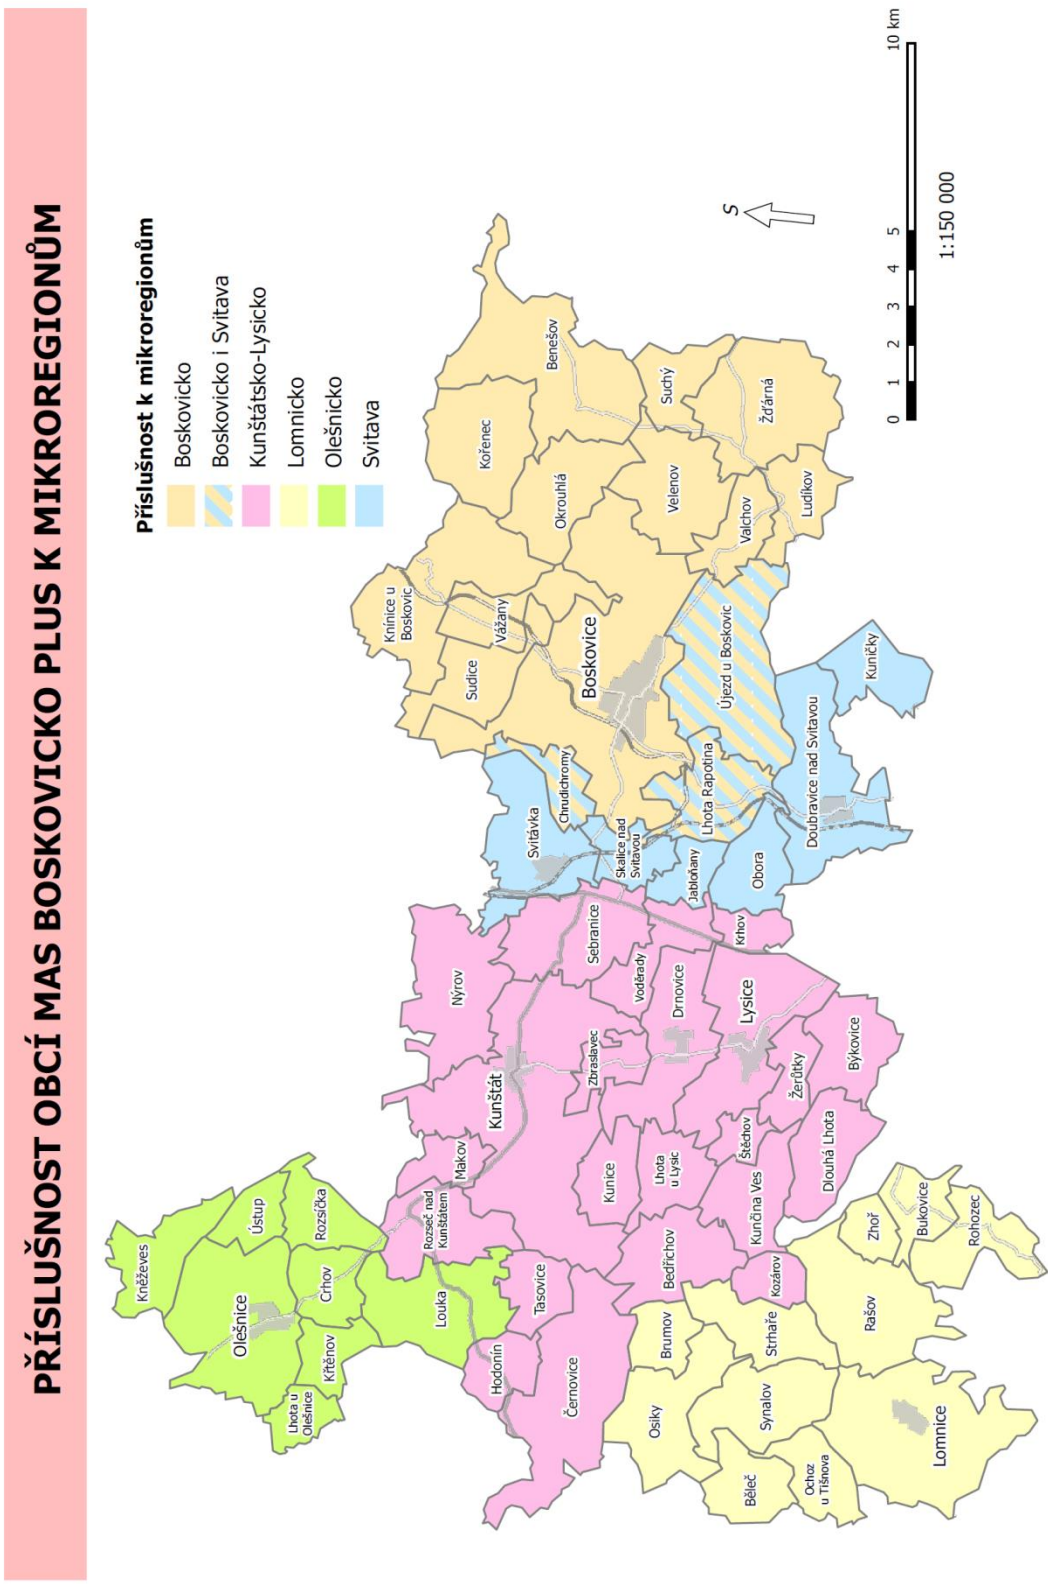 PŘÍSLUŠNOST OBCÍ MAS BOSKOVICKO PLUS K MIKROREGIONŮM
Příslušnost k mikroregionům
Boskovicko
Boskovicko i Svitava
Kunštátsko-Lysicko
Lomnicko
Olešnicko
Svitava
Kněževes
Ústup
Olešnice
Rozsíčka
Crhov
Křtěnov
Lhota u
Olešnice
Louka
Rozseč nad
Kunštátem
Makov
Hodonín
Tasovice
Černovice
Kunštát
Nýrov
Sebranice
Zbraslavec
Voděrady
Kunice
Drnovice
Lhota
u Lysic
Bedřichov
Krhov
Lysice
Štěchov
Kunčina Ves
Žerůtky
Kozárov
Býkovice
Dlouhá Lhota
Brumov
Osiky
Strhaře
Synalov
Běleč
Ochoz
u Tišnova
Zhoř
Bukovice
Rašov
Rohozec
Lomnice
Svitávka
Chrudichromy
Skalice nad
Svitavou
Jabloňany
Lhota Rapotina
Obora
Doubravice nad Svitavou
Kuničky
Újezd u Boskovic
Knínice u
Boskovic
Vážany
Sudice
Boskovice
Kořenec
Okrouhlá
Benešov
Suchý
Velenov
Valchov
Žďárná
Ludíkov
S
0 1 2 3 4 5 10 km
1:150 000